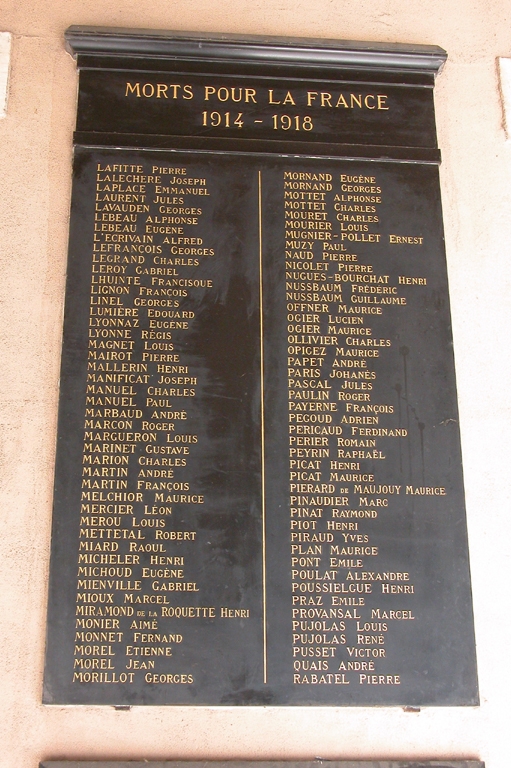 MORTS POUR LA FRANCE
1914 - 1918
LAFITTE PIERRE
LALECHERE JOSEPH
LAPLACE EMMANUEL
LAURENT JULES
LAVAUDEN GEORGES
LEBEAU ALPHONSE
LEBEAU EUGÈNE
L'ECRIVAIN ALFRED
LEFRANÇOIS GEORGES
LEGRAND CHARLES
LEROY GABRIEL
LHUINTE FRANCISQUE
LIGNON FRANÇOIS
LINEL GEORGES
LUMIÈRE EDOUARD
LYONNAZ EUGÈNE
LYONNE RÉGIS
MAGNET LOUIS
MAIROT PIERRE
MALLERIN HENRI
MANIFICAT JOSEPH
MANUEL CHARLES
MANUEL PAUL
MARBAUD ANDRÉ
MARCON ROGER
MARGUERON LOUIS
MARINET GUSTAVE
MARION CHARLES
MARTIN ANDRÉ
MARTIN FRANÇOIS
MELCHIOR MAURICE
MERCIER LÉON
MEROU LOUIS
METTETAL ROBERT
MIARD RAOUL
MICHELER HENRI
MICHOUD EUGÈNE
MIENVILLE GABRIEL
MIOUX MARCEL
MIRAMOND DE LA ROQUETTE HENRI
MONIER AIMÉ
MONNET FERNAND
MOREL ETIENNE
MOREL JEAN
MORILLOT GEORGES
MORNAND EUGÈNE
MORNAND GEORGES
MOTTET ALPHONSE
MOTTET CHARLES
MOURET CHARLES
MOURIER LOUIS
MUGNIER-POLLET ERNEST
MUZY PAUL
NAUD PIERRE
NICOLET PIERRE
NUGUES-BOURCHAT HENRI
NUSSBAUM FRÉDERIC
NUSSBAUM GUILLAUME
OFFNER MAURICE
OGIER LUCIEN
OGIER MAURICE
OLLIVIER CHARLES
OPIGEZ MAURICE
PAPET ANDRÉ
PARIS JOHANÈS
PASCAL JULES
PAULIN ROGER
PAYERNE FRANÇOIS
PEGOUD ADRIEN
PERICAUD FERDINAND
PERIER ROMAIN
PEYRIN RAPHAËL
PICAT HENRI
PICAT MAURICE
PIERARD DE MAUJOUY MAURICE
PINAUDIER MARC
PINAT RAYMOND
PIOT HENRI
PIRAUD YVES
PLAN MAURICE
PONT EMILE
POULAT ALEXANDRE
POUSSIELGUE HENRI
PRAZ EMILE
PROVANSAL MARCEL
PUJOLAS LOUIS
PUJOLAS RENÉ
PUSSET VICTOR
QUAIS ANDRÉ
RABATEL PIERRE